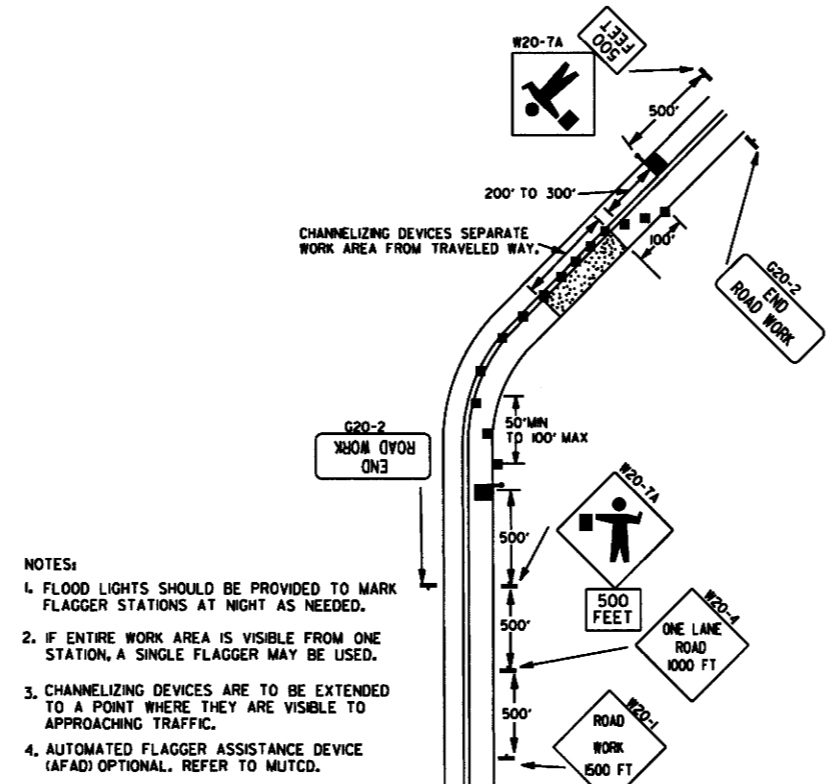 W20-7A
500
FEET
500'
200' TO 300'
CHANNELIZING DEVICES SEPARATE
WORK AREA FROM TRAVELED WAY.
100'
G20-2
END
ROAD WORK
G20-2
END
ROAD WORK
50'MIN
TO 100' MAX
W20-7A
500'
500
FEET
W20-4
ONE LANE
ROAD
1000 FT
500'
W20-1
ROAD
WORK
1500 FT
500'
NOTES:
1. FLOOD LIGHTS SHOULD BE PROVIDED TO MARK
FLAGGER STATIONS AT NIGHT AS NEEDED.
2. IF ENTIRE WORK AREA IS VISIBLE FROM ONE
STATION, A SINGLE FLAGGER MAY BE USED.
3. CHANNELIZING DEVICES ARE TO BE EXTENDED
TO A POINT WHERE THEY ARE VISIBLE TO
APPROACHING TRAFFIC.
4. AUTOMATED FLAGGER ASSISTANCE DEVICE
(AFAD) OPTIONAL. REFER TO MUTCD.